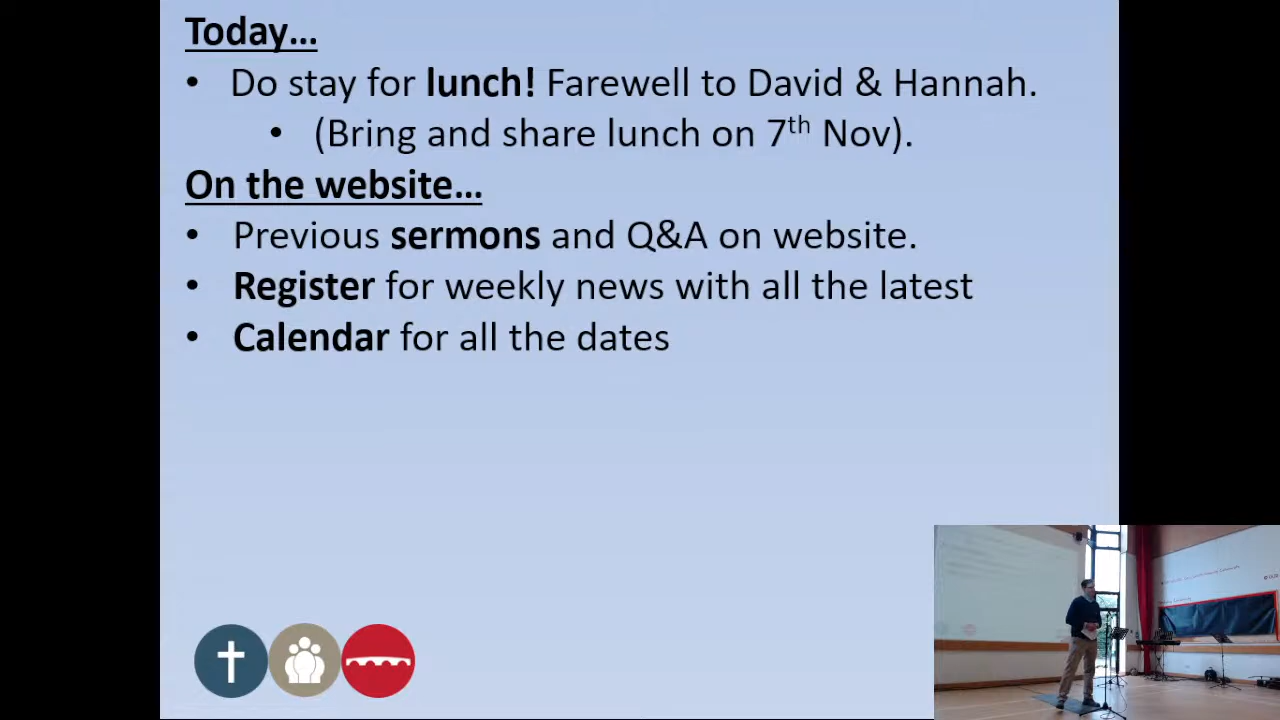 Today…
• Do stay for lunch! Farewell to David & Hannah.
• (Bring and share lunch on 7th Nov).
On the website…
• Previous sermons and Q&A on website.
• Register for weekly news with all the latest
• Calendar for all the dates